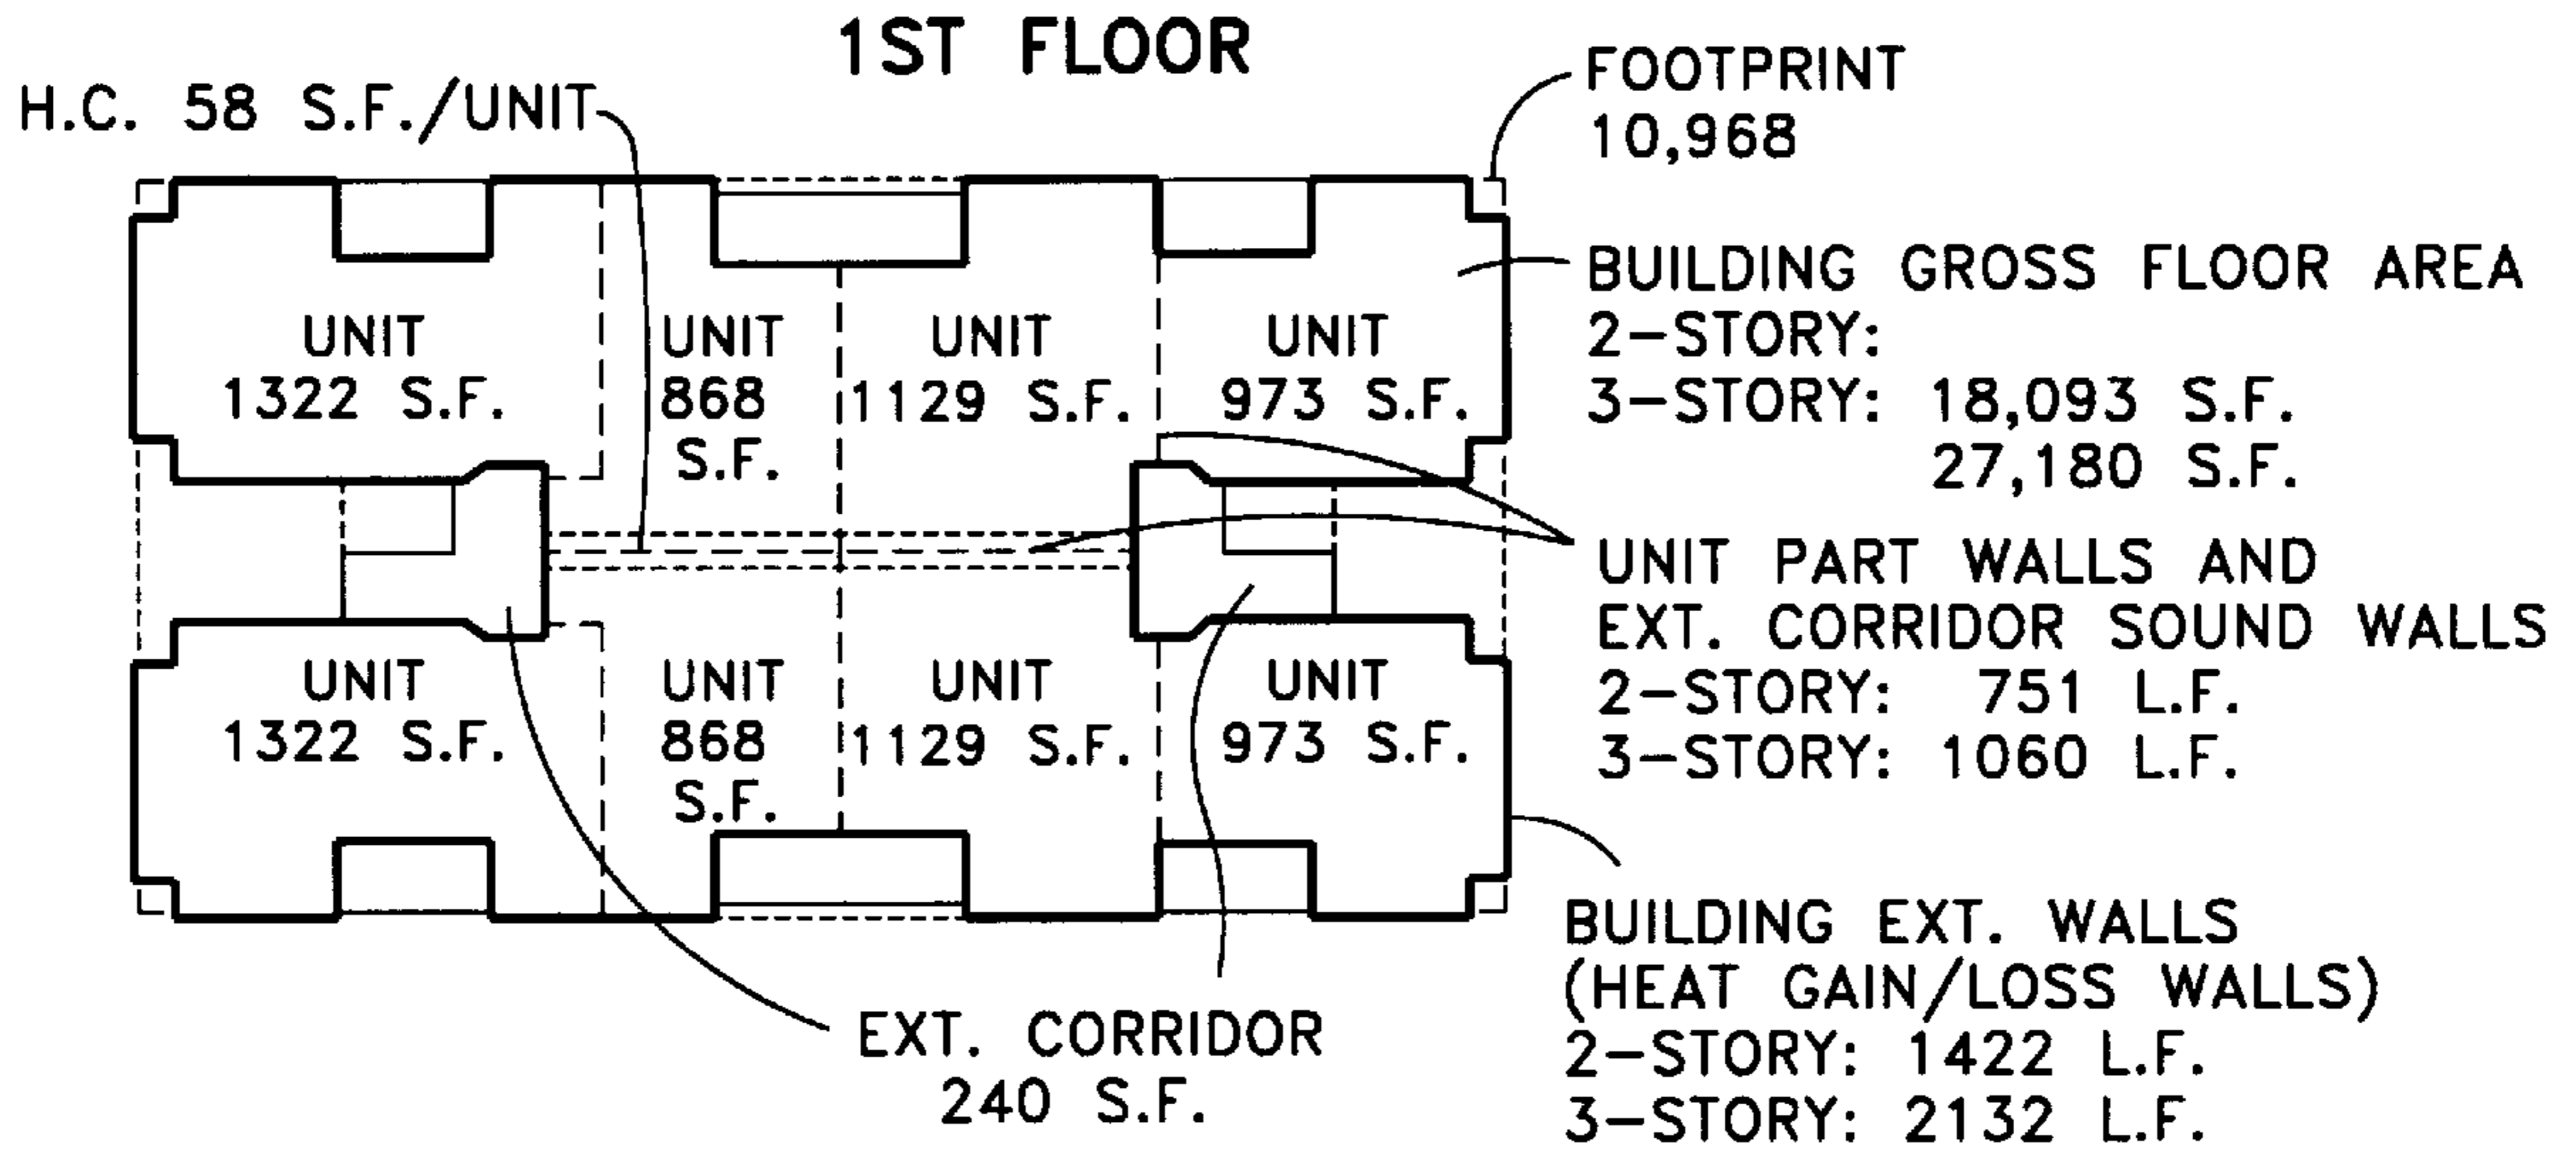 1ST FLOOR
H.C. 58 S.F./UNIT
FOOTPRINT
10,968
BUILDING GROSS FLOOR AREA
2-STORY:
3-STORY: 18,093 S.F.
27,180 S.F.
UNIT
1322 S.F.
UNIT
868
S.F.
UNIT
1129 S.F.
UNIT
973 S.F.
UNIT PART WALLS AND
EXT. CORRIDOR SOUND WALLS
2-STORY: 751 L.F.
3-STORY: 1060 L.F.
UNIT
1322 S.F.
UNIT
868
S.F.
UNIT
1129 S.F.
UNIT
973 S.F.
BUILDING EXT. WALLS
(HEAT GAIN/LOSS WALLS)
2-STORY: 1422 L.F.
3-STORY: 2132 L.F.
EXT. CORRIDOR
240 S.F.